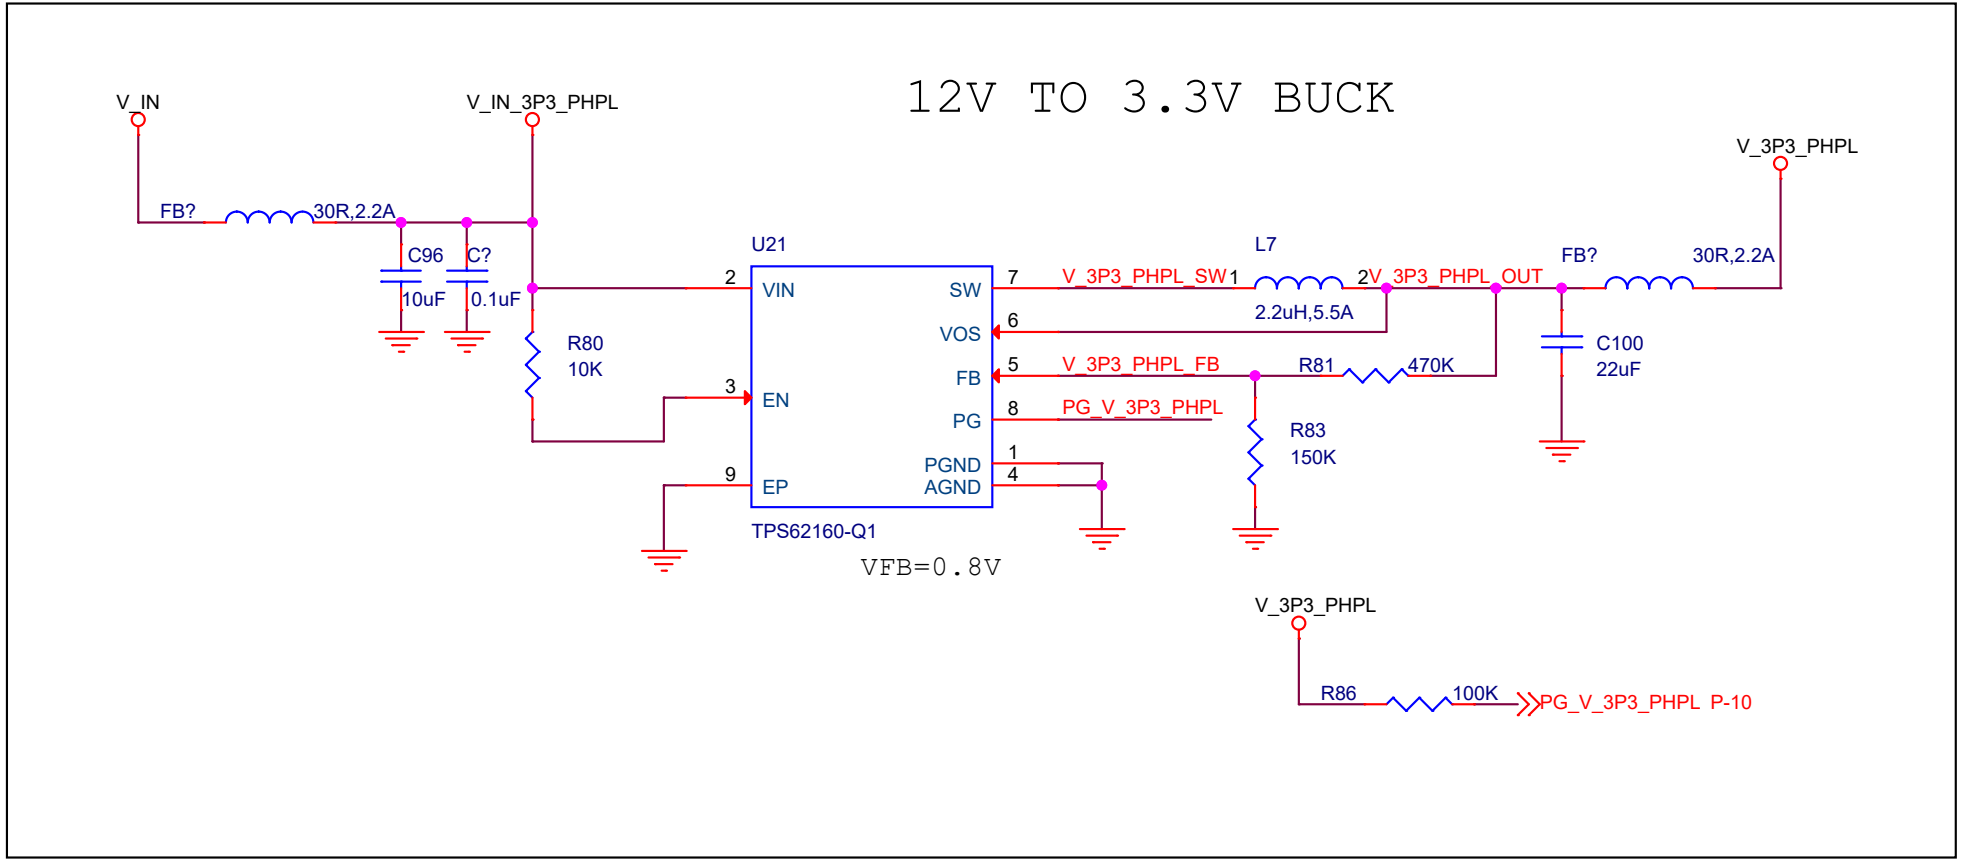 12V TO 3.3V BUCK
V_IN
V_IN_3P3_PHPL
V_3P3_PHPL
FB?
30R,2.2A
C96
10uF
C?
0.1uF
R80
10K
U21
2
VIN
3
EN
9
EP
SW
7
VOS
6
FB
5
PG
8
PGND
1
AGND
4
TPS62160-Q1
VFB=0.8V
V_3P3_PHPL_SW
1
L7
2.2uH,5.5A
2
V_3P3_PHPL_OUT
FB?
30R,2.2A
V_3P3_PHPL_FB
R81
470K
PG_V_3P3_PHPL
R83
150K
C100
22uF
V_3P3_PHPL
R86
100K
PG_V_3P3_PHPL P-10